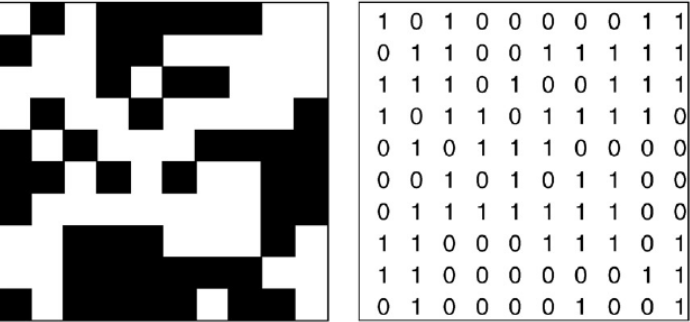 1 0 1 0 0 0 0 0 1 1
0 1 1 0 0 1 1 1 1 1
1 1 1 0 1 0 0 1 1 1
1 0 1 1 0 1 1 1 1 0
0 1 0 1 1 1 0 0 0 0
0 0 1 0 1 0 1 1 0 0
0 1 1 1 1 1 1 1 0 0
1 1 0 0 0 1 1 1 0 1
1 1 0 0 0 0 0 0 1 1
0 1 0 0 0 0 1 0 0 1